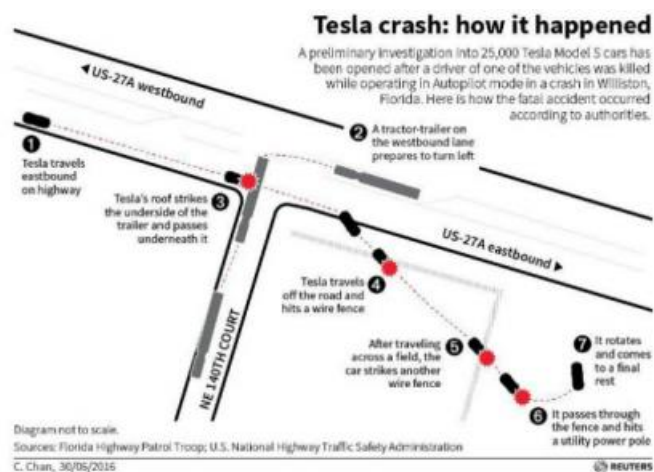 Tesla crash: how it happened
A preliminary investigation into 25,000 Tesla Model S cars has
been opened after a driver of one of the vehicles was killed
while operating in Autopilot mode in a crash in Williston,
Florida. Here is how the fatal accident occurred
according to authorities.
US-27A westbound
1
Tesla travels
eastbound
on highway
2
A tractor-trailer on
the westbound lane
prepares to turn left
3
Tesla's roof strikes
the underside of the
trailer and passes
underneath it
US-27A eastbound
4
Tesla travels
off the road and
hits a wire fence
NE 140TH COURT
5
After traveling
across a field, the
car strikes another
wire fence
6
It passes through
the fence and hits
a utility power pole
7
It rotates
and comes
to a final
rest
Diagram not to scale.
Sources: Florida Highway Patrol Troop; U.S. National Highway Traffic Safety Administration
C. Chan, 30/06/2016
REUTERS